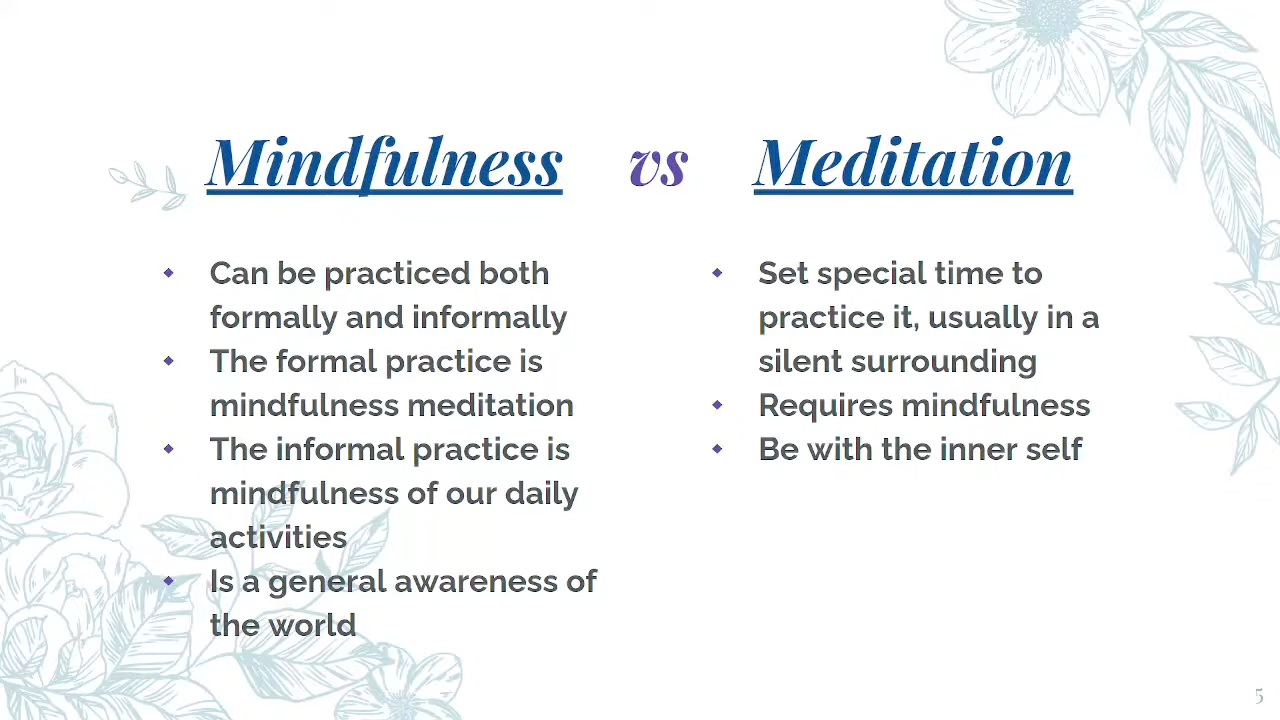 Mindfulness vs Meditation
Can be practiced both
formally and informally
The formal practice is
mindfulness meditation
The informal practice is
mindfulness of our daily
activities
Is a general awareness of
the world
Set special time to
practice it, usually in a
silent surrounding
Requires mindfulness
Be with the inner self
5